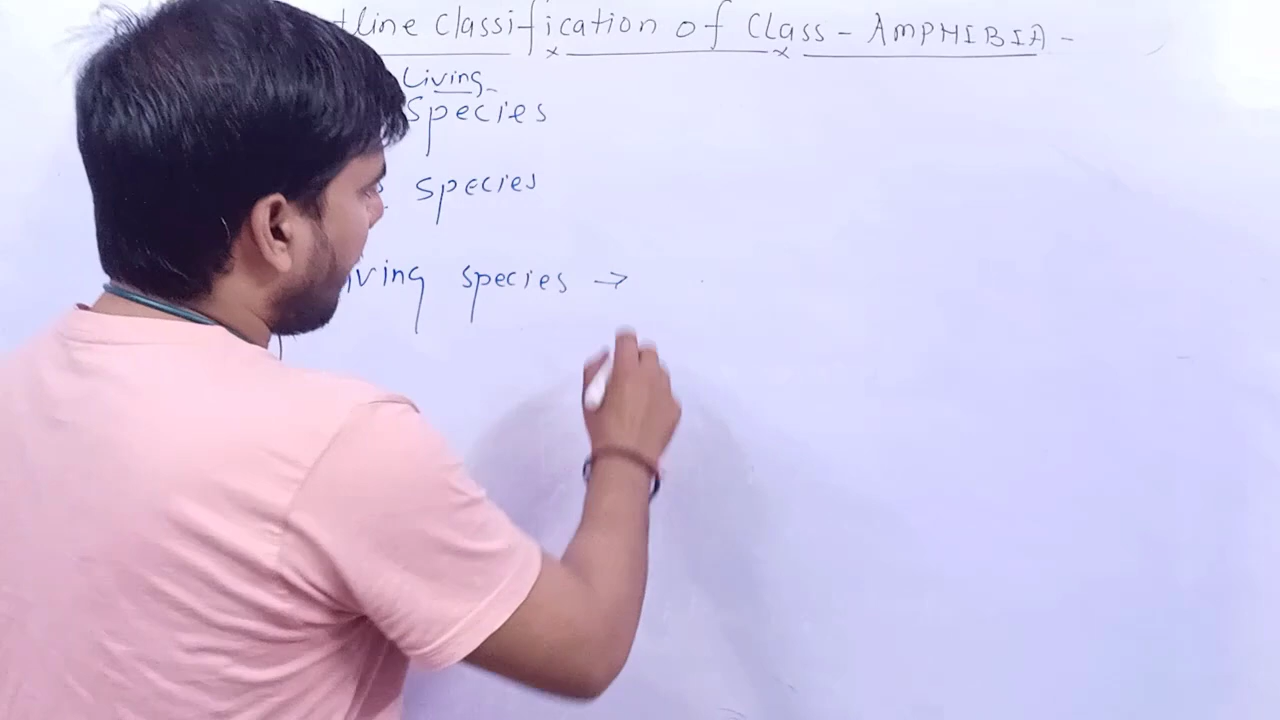 tline Classification of Class - AMPHIBIA -
Living
Species
Species
iving species →